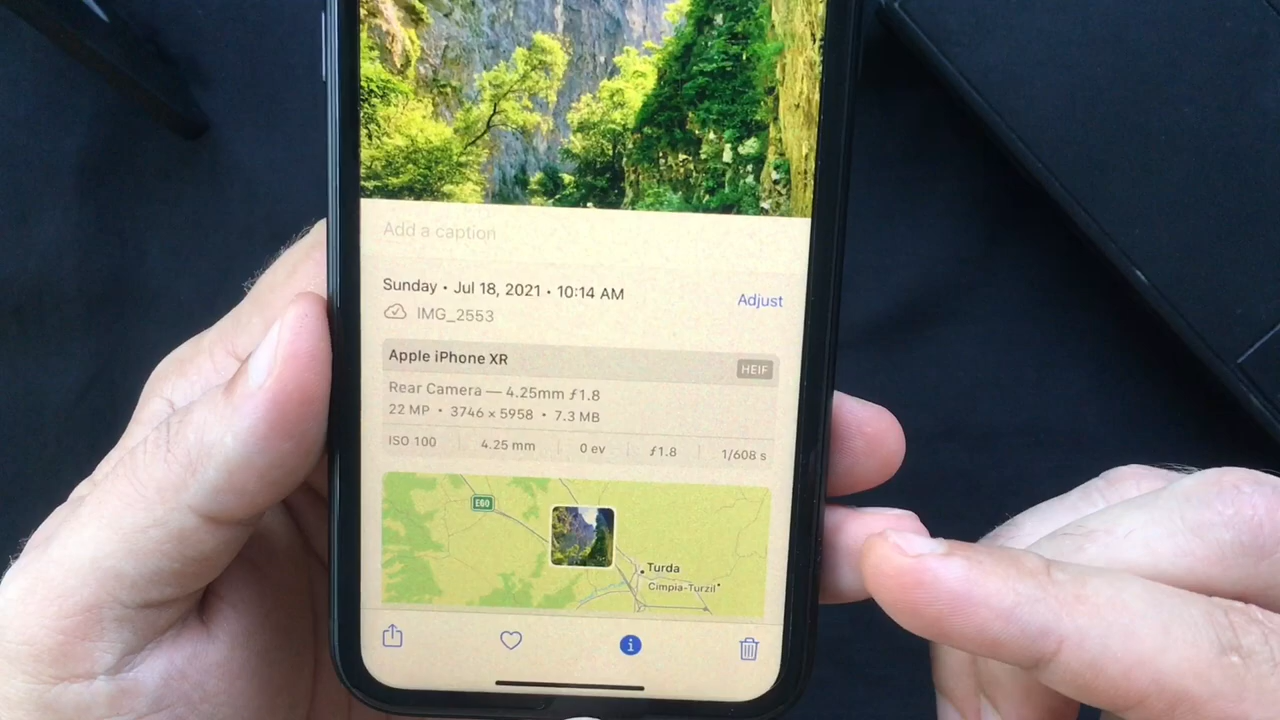 Add a caption
Sunday • Jul 18, 2021 • 10:14 AM
Adjust
IMG_2553
Apple iPhone XR
HEIF
Rear Camera — 4.25mm ƒ1.8
22 MP • 3746 × 5958 • 7.3 MB
ISO 100 4.25 mm 0 ev ƒ1.8 1/608 s
E60
Turda
Cimpia-Turzil